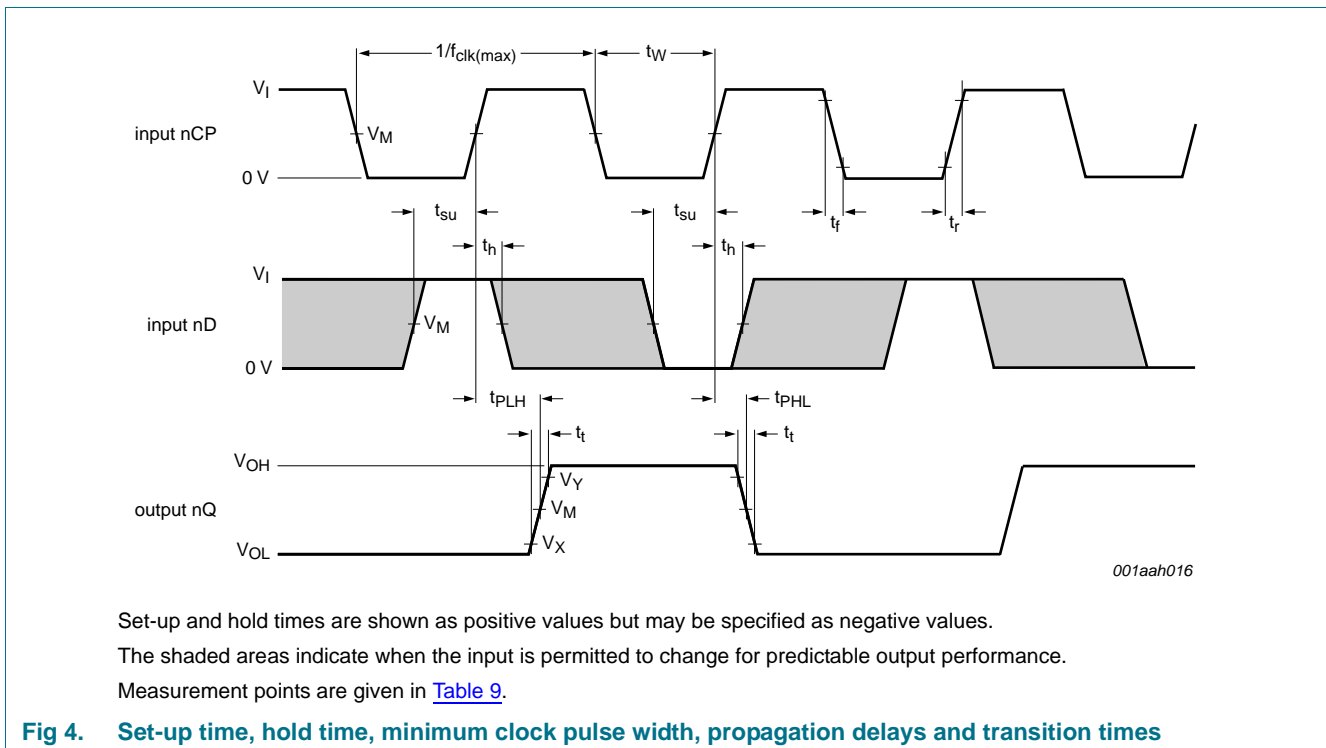 1/fclk(max) tW
VI
input nCP
VM
0 V
tsu tsu tf tr
th th
VI
input nD
VM
0 V
tPLH tPHL
tt tt
VOH
VY
output nQ
VM
VX
VOL
001aah016
Set-up and hold times are shown as positive values but may be specified as negative values.
The shaded areas indicate when the input is permitted to change for predictable output performance.
Measurement points are given in Table 9.
Fig 4. Set-up time, hold time, minimum clock pulse width, propagation delays and transition times